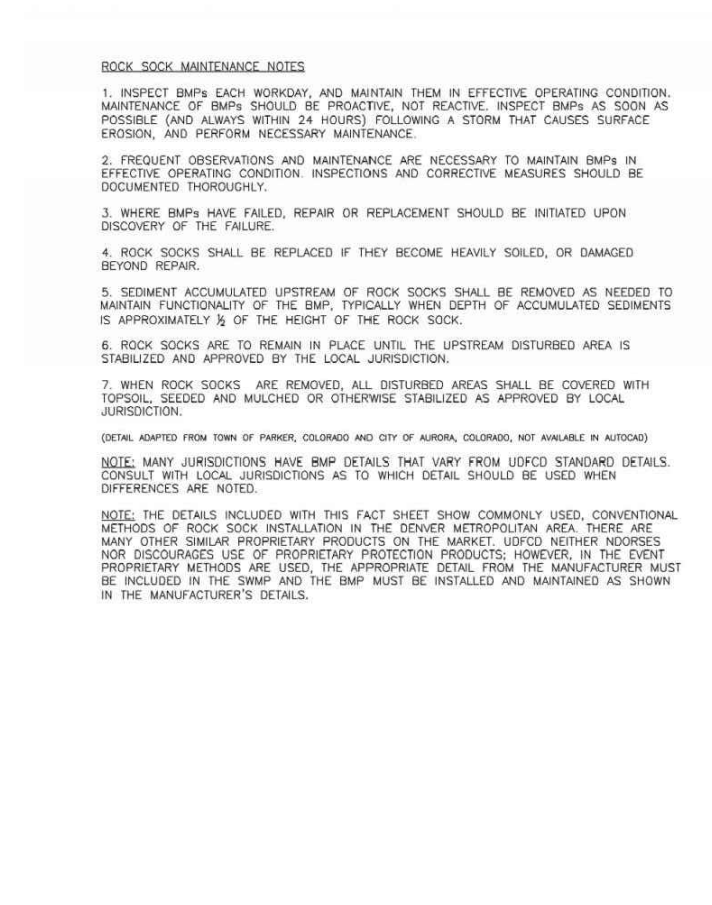 ROCK SOCK MAINTENANCE NOTES
1. INSPECT BMPs EACH WORKDAY, AND MAINTAIN THEM IN EFFECTIVE OPERATING CONDITION.
MAINTENANCE OF BMPs SHOULD BE PROACTIVE, NOT REACTIVE. INSPECT BMPs AS SOON AS
POSSIBLE (AND ALWAYS WITHIN 24 HOURS) FOLLOWING A STORM THAT CAUSES SURFACE
EROSION, AND PERFORM NECESSARY MAINTENANCE.
2. FREQUENT OBSERVATIONS AND MAINTENANCE ARE NECESSARY TO MAINTAIN BMPs IN
EFFECTIVE OPERATING CONDITION. INSPECTIONS AND CORRECTIVE MEASURES SHOULD BE
DOCUMENTED THOROUGHLY.
3. WHERE BMPs HAVE FAILED, REPAIR OR REPLACEMENT SHOULD BE INITIATED UPON
DISCOVERY OF THE FAILURE.
4. ROCK SOCKS SHALL BE REPLACED IF THEY BECOME HEAVILY SOILED, OR DAMAGED
BEYOND REPAIR.
5. SEDIMENT ACCUMULATED UPSTREAM OF ROCK SOCKS SHALL BE REMOVED AS NEEDED TO
MAINTAIN FUNCTIONALITY OF THE BMP, TYPICALLY WHEN DEPTH OF ACCUMULATED SEDIMENTS
IS APPROXIMATELY ½ OF THE HEIGHT OF THE ROCK SOCK.
6. ROCK SOCKS ARE TO REMAIN IN PLACE UNTIL THE UPSTREAM DISTURBED AREA IS
STABILIZED AND APPROVED BY THE LOCAL JURISDICTION.
7. WHEN ROCK SOCKS ARE REMOVED, ALL DISTURBED AREAS SHALL BE COVERED WITH
TOPSOIL, SEEDED AND MULCHED OR OTHERWISE STABILIZED AS APPROVED BY LOCAL
JURISDICTION.
(DETAIL ADAPTED FROM TOWN OF PARKER, COLORADO AND CITY OF AURORA, COLORADO, NOT AVAILABLE IN AUTOCAD)
NOTE: MANY JURISDICTIONS HAVE BMP DETAILS THAT VARY FROM UDFCD STANDARD DETAILS.
CONSULT WITH LOCAL JURISDICTIONS AS TO WHICH DETAIL SHOULD BE USED WHEN
DIFFERENCES ARE NOTED.
NOTE: THE DETAILS INCLUDED WITH THIS FACT SHEET SHOW COMMONLY USED, CONVENTIONAL
METHODS OF ROCK SOCK INSTALLATION IN THE DENVER METROPOLITAN AREA. THERE ARE
MANY OTHER SIMILAR PROPRIETARY PRODUCTS ON THE MARKET. UDFCD NEITHER NDORSES
NOR DISCOURAGES USE OF PROPRIETARY PROTECTION PRODUCTS; HOWEVER, IN THE EVENT
PROPRIETARY METHODS ARE USED, THE APPROPRIATE DETAIL FROM THE MANUFACTURER MUST
BE INCLUDED IN THE SWMP AND THE BMP MUST BE INSTALLED AND MAINTAINED AS SHOWN
IN THE MANUFACTURER'S DETAILS.